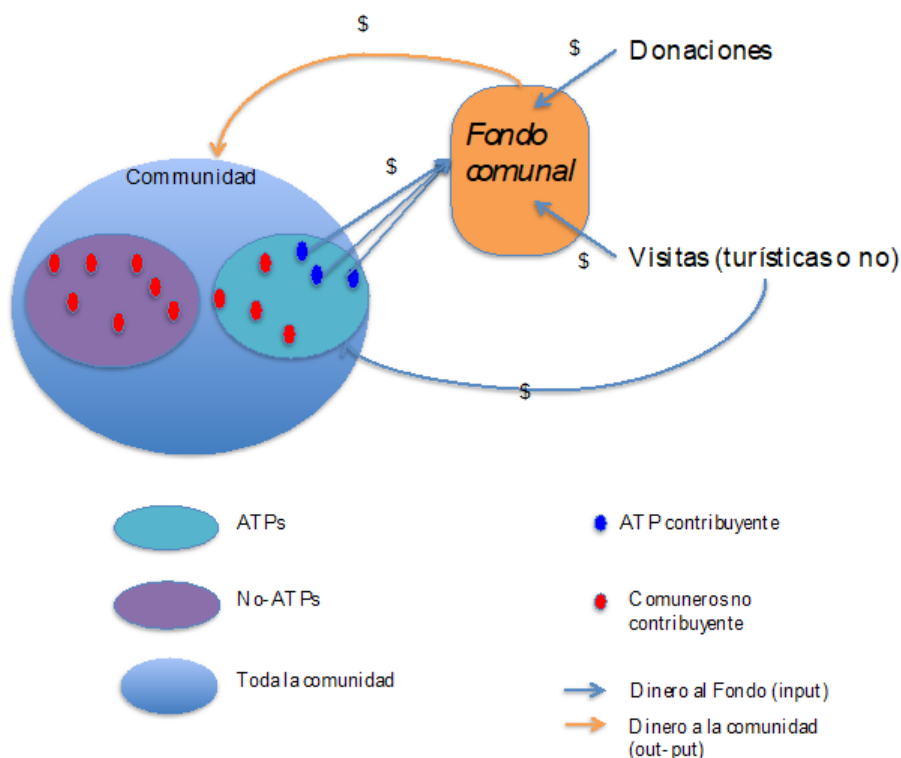 $
$
Donaciones
Fondo
comunal
$
Communidad
$
Visitas (turísticas o no)
$
ATPs
ATP contribuyente
No-ATPs
Comuneros no
contribuyente
Toda la comunidad
Dinero al Fondo (input)
Dinero a la comunidad
(out-put)